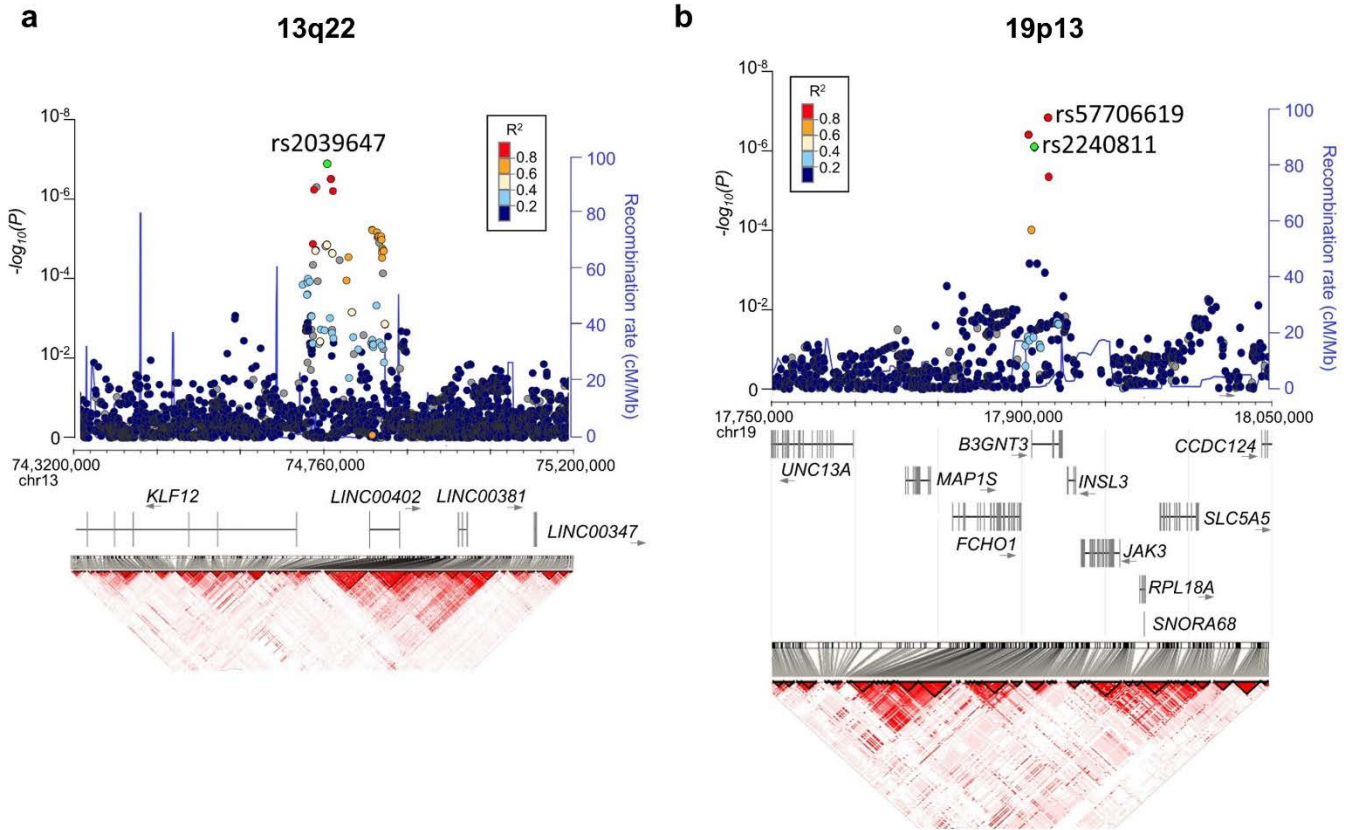 a
13q22
10-8
rs2039647
R2
0.8
0.6
0.4
0.2
100
80
60
40
20
0
Recombination rate (cM/Mb)
-log10(P)
10-6
10-4
10-2
0
74,3200,000
74,760,000
75,200,000
chr13
KLF12
LINC00402
LINC00381
LINC00347
b
19p13
10-8
R2
0.8
0.6
0.4
0.2
rs57706619
rs2240811
100
80
60
40
20
0
Recombination rate (cM/Mb)
-log10(P)
10-6
10-4
10-2
0
17,750,000
17,900,000
18,050,000
chr19
B3GNT3
CCDC124
UNC13A
MAP1S
INSL3
FCHO1
SLC5A5
JAK3
RPL18A
SNORA68